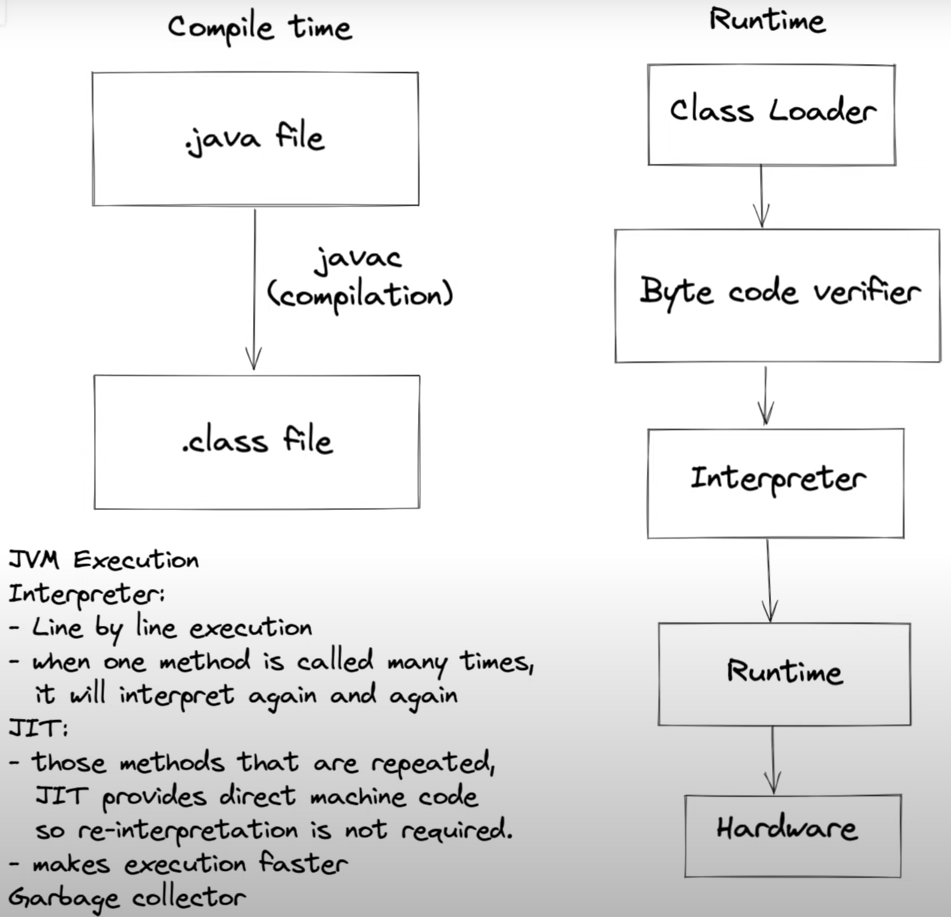 Compile time
.java file
javac
(compilation)
.class file
JVM Execution
Interpreter:
- Line by line execution
- when one method is called many times,
it will interpret again and again
JIT:
- those methods that are repeated,
JIT provides direct machine code
so re-interpretation is not required.
- makes execution faster
Garbage collector
Runtime
Class Loader
Byte code verifier
Interpreter
Runtime
Hardware